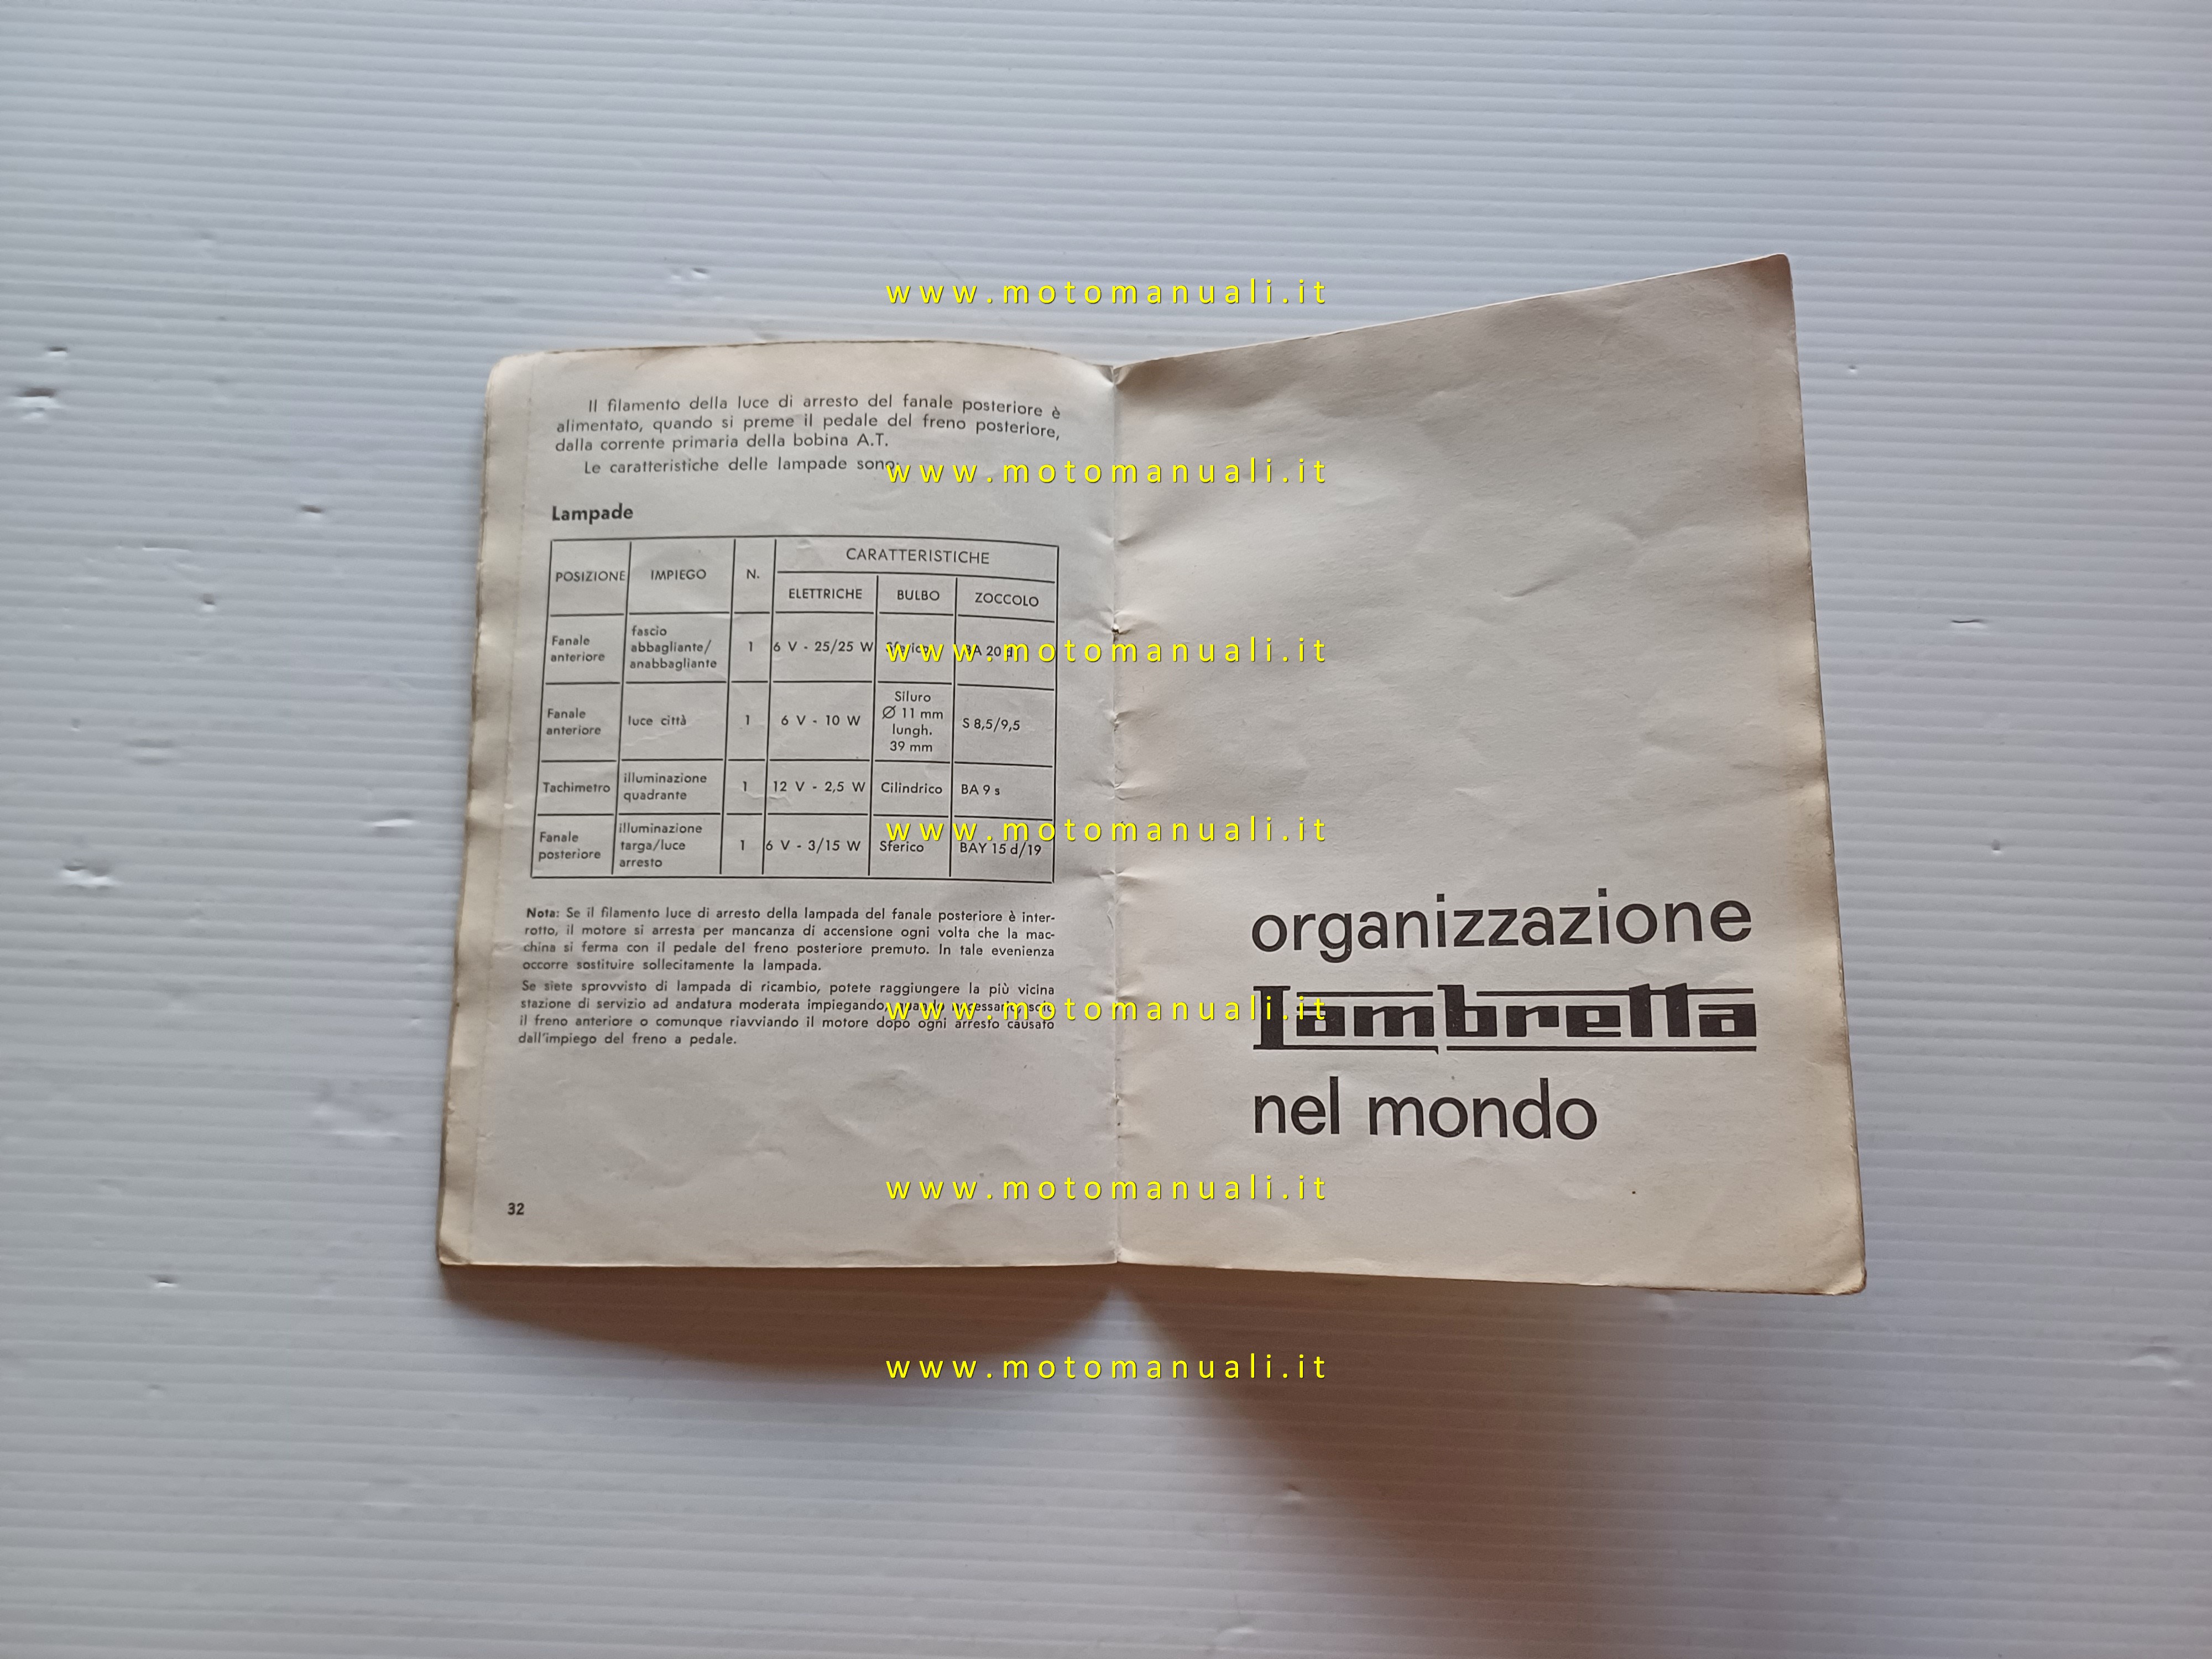 www.motomanuali.it
Il filamento della luce di arresto del fanale posteriore è
alimentato, quando si preme il pedale del freno posteriore,
dalla corrente primaria della bobina A.T.
Le caratteristiche delle lampade sono:
www.motomanuali.it
Lampade
POSIZIONE IMPIEGO N. CARATTERISTICHE
ELETTRICHE BULBO ZOCCOLO
Fanale anteriore fascio abbagliante/ anabbagliante 1 6 V - 25/25 W Sferico BA 20 d
www.motomanuali.it
Fanale anteriore luce città 1 6 V - 10 W Siluro Ø 11 mm lungh. 39 mm S 8,5/9,5
Tachimetro illuminazione quadrante 1 12 V - 2,5 W Cilindrico BA 9 s
Fanale posteriore illuminazione targa/luce arresto 1 6 V - 3/15 W Sferico BAY 15 d/19
www.motomanuali.it
Nota: Se il filamento luce di arresto della lampada del fanale posteriore è inter-
rotto, il motore si arresta per mancanza di accensione ogni volta che la mac-
china si ferma con il pedale del freno posteriore premuto. In tale evenienza
occorre sostituire sollecitamente la lampada.
Se siete sprovvisto di lampada di ricambio, potete raggiungere la più vicina
stazione di servizio ad andatura moderata impiegando, quando necessario, solo
il freno anteriore o comunque riavviando il motore dopo ogni arresto causato
dall'impiego del freno a pedale.
www.motomanuali.it
32
organizzazione
Lambretta
nel mondo
www.motomanuali.it
www.motomanuali.it